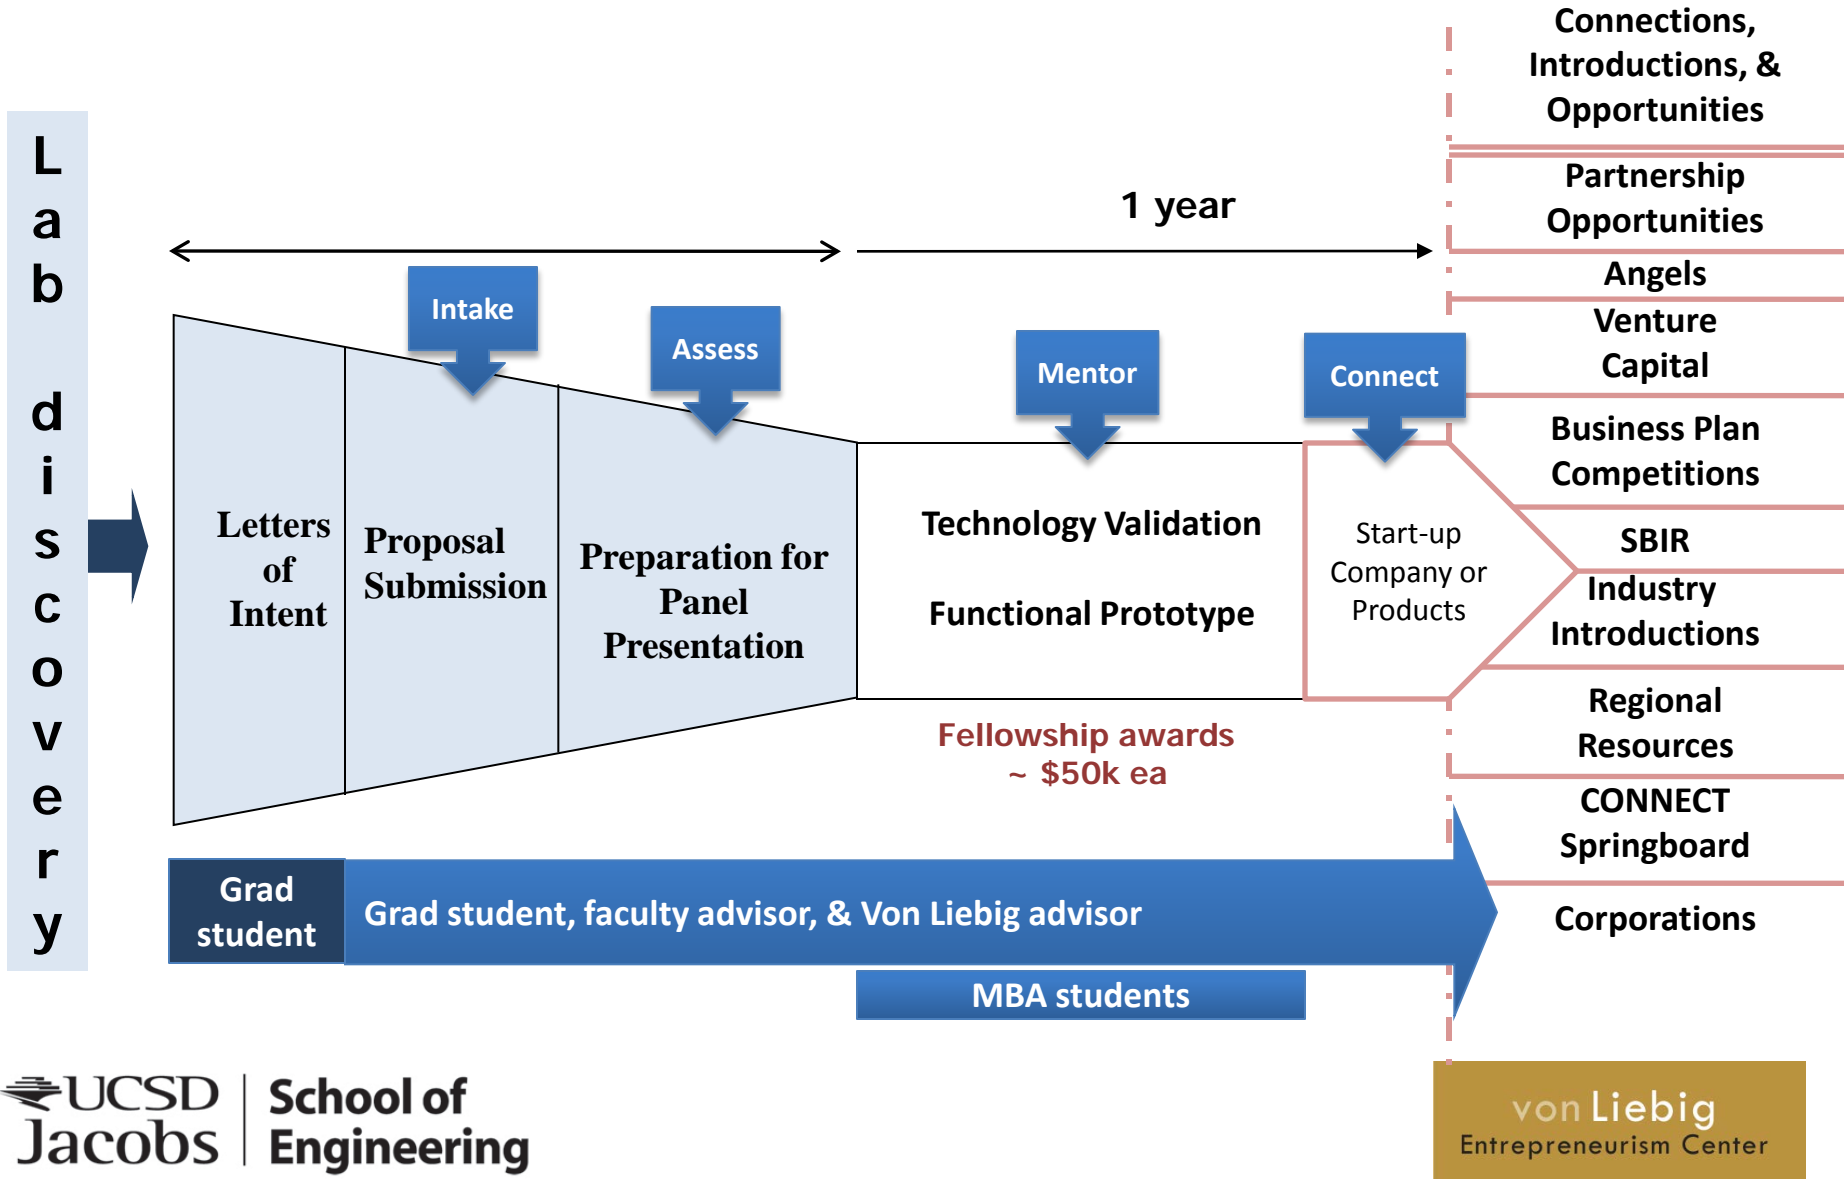 Lab discovery
1 year
Intake
Assess
Mentor
Connect
Letters
of
Intent
Proposal
Submission
Preparation for
Panel
Presentation
Technology Validation
Functional Prototype
Start-up
Company or
Products
Fellowship awards
~ $50k ea
Grad
student
Grad student, faculty advisor, & Von Liebig advisor
MBA students
Connections,
Introductions, &
Opportunities
Partnership
Opportunities
Angels
Venture
Capital
Business Plan
Competitions
SBIR
Industry
Introductions
Regional
Resources
CONNECT
Springboard
Corporations
UCSD
Jacobs
School of
Engineering
von Liebig
Entrepreneurism Center